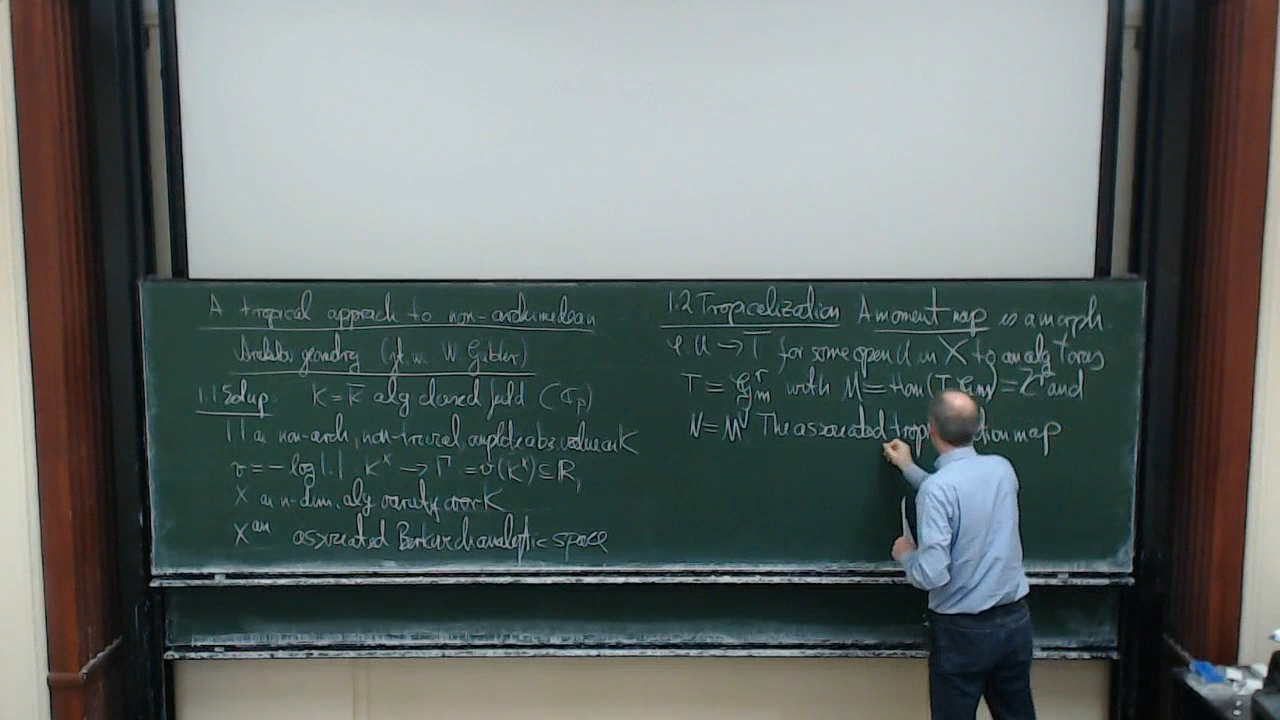 A tropical approach to non-archimedean
Arakelov geometry (jt. w. W Gubler)
1.1 Setup K = K̄ alg closed field (ℂ_p)
| | a non-arch, non-trivial complete abs. value on K
v = -log|.| K^× → Γ = v(K^×) ⊆ ℝ,
X an n-dim. alg variety over K
X^an associated Berkovich analytic space
1.2 Tropicalization A moment map is a morph.
φ: U → T for some open U in X to an alg Torus
T ≅ 𝔾_m^r with M = Hom(T, 𝔾_m) = ℤ^r and
N = M^∨ The associated trop tion map